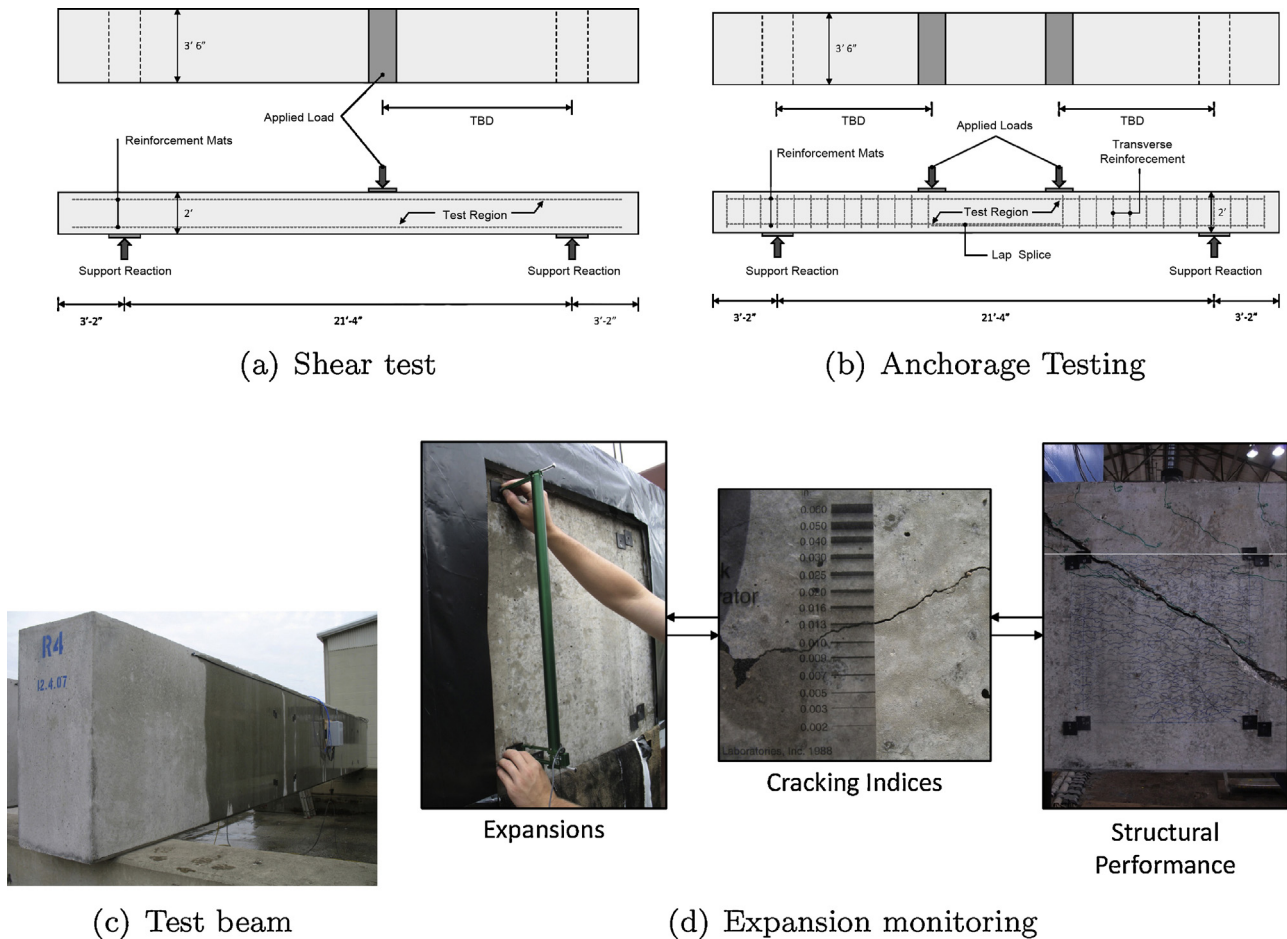 3' 6"
Applied Load
TBD
Reinforcement Mats
2'
Test Region
Support Reaction
Support Reaction
3'-2"
21'-4"
3'-2"
(a) Shear test
3' 6"
TBD
Applied Loads
TBD
Reinforcement Mats
Transverse
Reinforecement
Test Region
2'
Lap Splice
Support Reaction
Support Reaction
3'-2"
21'-4"
3'-2"
(b) Anchorage Testing
R4
12.4.07
(c) Test beam
Expansions
0.060
0.050
0.040
0.030
0.025
0.020
0.016
0.013
0.010
0.009
0.007
0.005
0.003
0.002
Laboratories, Inc. 1988
Cracking Indices
Structural
Performance
(d) Expansion monitoring